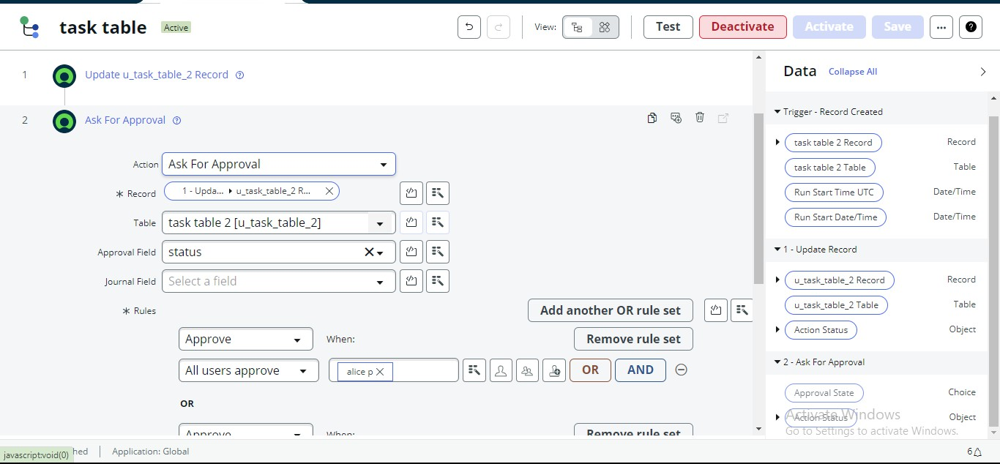 task table Active
View: Test Deactivate Activate Save ...
1 Update u_task_table_2 Record
2 Ask For Approval
Action Ask For Approval
* Record 1 - Upda... u_task_table_2 R...
Table task table 2 [u_task_table_2]
Approval Field status
Journal Field Select a field
* Rules Add another OR rule set
Approve When: Remove rule set
All users approve alice p OR AND
OR
Approve When: Remove rule set
Data Collapse All
Trigger - Record Created
task table 2 Record Record
task table 2 Table Table
Run Start Time UTC Date/Time
Run Start Date/Time Date/Time
1 - Update Record
u_task_table_2 Record Record
u_task_table_2 Table Table
Action Status Object
2 - Ask For Approval
Approval State Choice
Action Status Object
Activate Windows
Go to Settings to activate Windows.
javascript:void(0) hed Application: Global 6